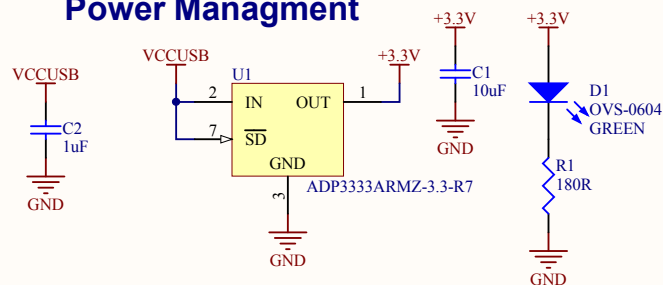 Power Managment
VCCUSB
C2
1uF
GND
VCCUSB
U1
2
IN
OUT
1
+3.3V
7
SD
GND
ADP3333ARMZ-3.3-R7
3
GND
+3.3V
C1
10uF
GND
+3.3V
D1
OVS-0604
GREEN
R1
180R
GND